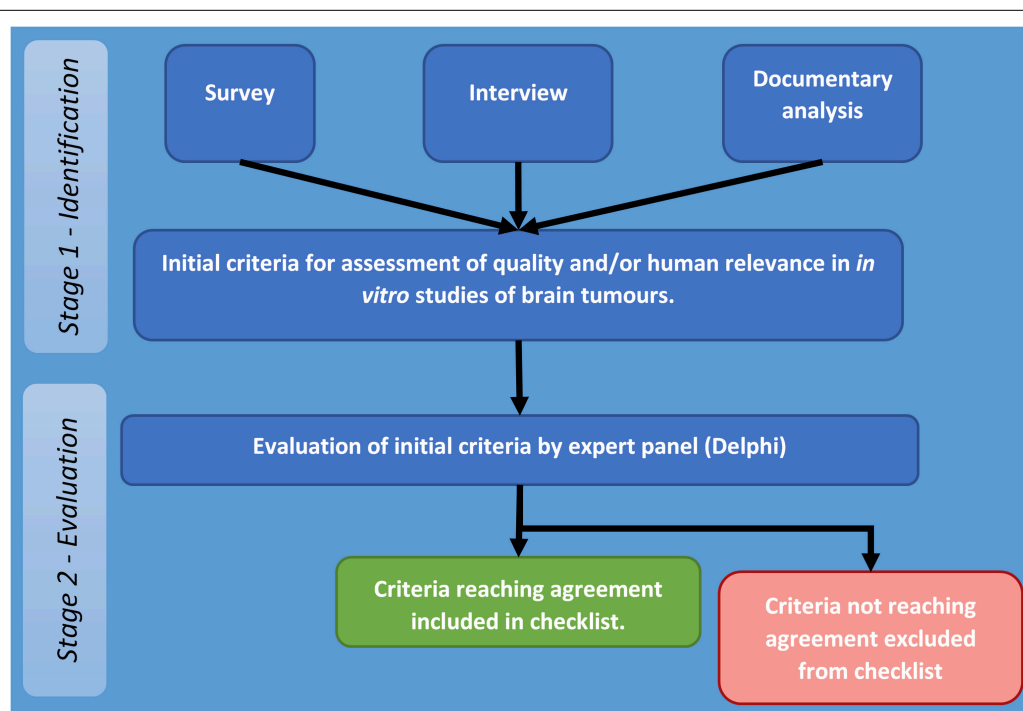 Stage 1 - Identification
Survey
Interview
Documentary
analysis
Initial criteria for assessment of quality and/or human relevance in in
vitro studies of brain tumours.
Stage 2 - Evaluation
Evaluation of initial criteria by expert panel (Delphi)
Criteria reaching agreement
included in checklist.
Criteria not reaching
agreement excluded
from checklist